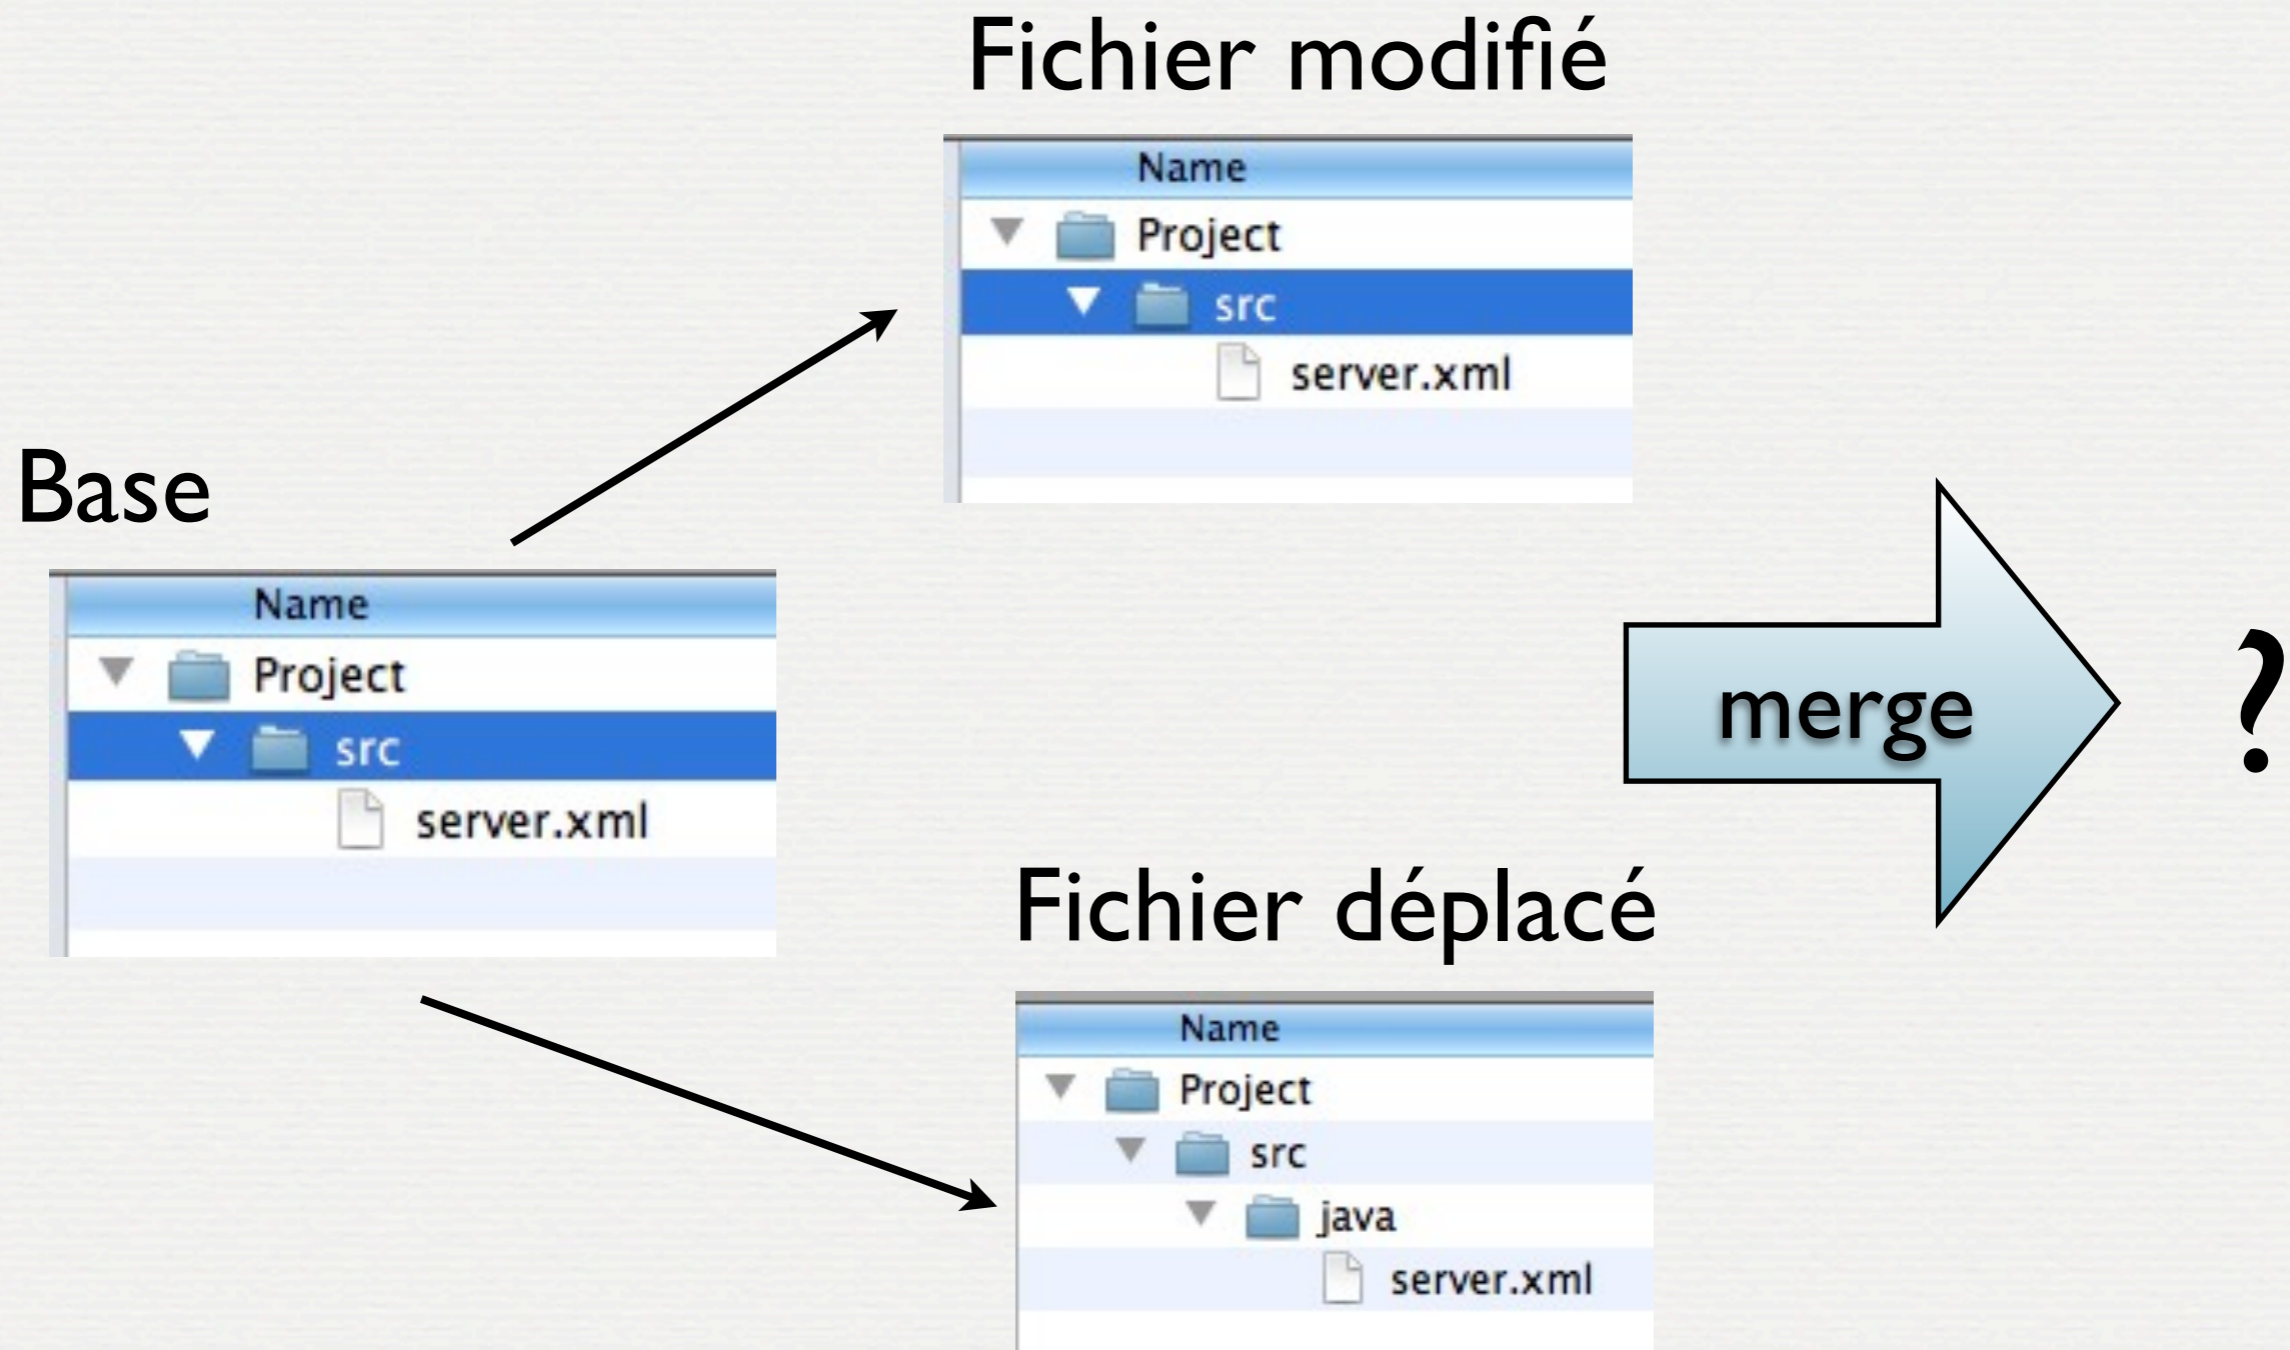 Fichier modifié
Name
Project
src
server.xml
Base
Name
Project
src
server.xml
merge
?
Fichier déplacé
Name
Project
src
java
server.xml